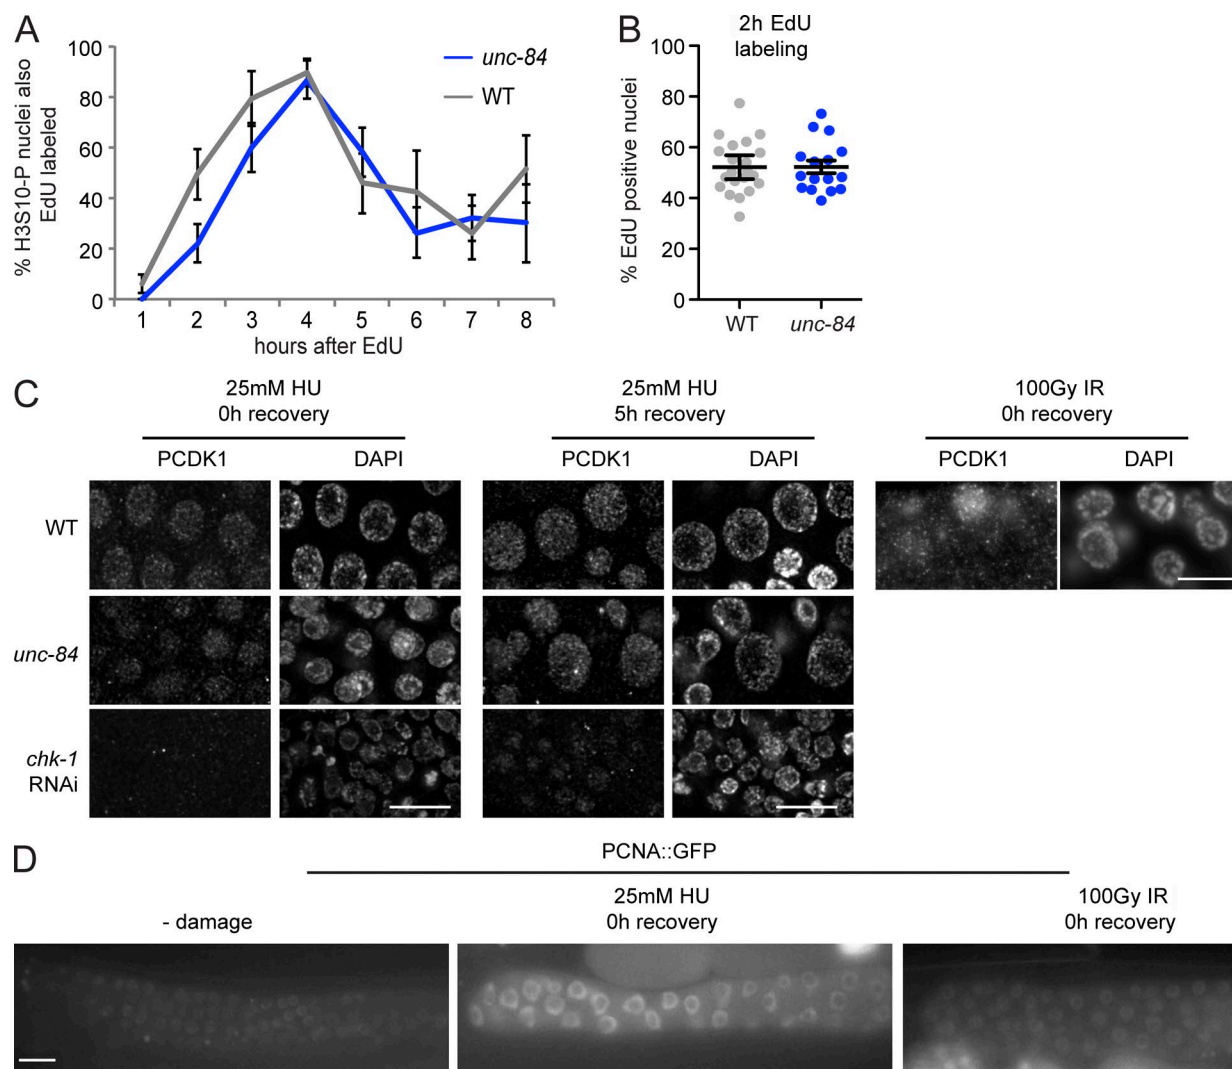 A
% H3S10-P nuclei also
EdU labeled
100
80
60
40
20
0
unc-84
WT
1 2 3 4 5 6 7 8
hours after EdU
B
2h EdU
labeling
% EdU positive nuclei
100
80
60
40
20
0
WT unc-84
C
25mM HU
0h recovery
25mM HU
5h recovery
100Gy IR
0h recovery
PCDK1 DAPI PCDK1 DAPI PCDK1 DAPI
WT
unc-84
chk-1
RNAi
D
PCNA::GFP
- damage
25mM HU
0h recovery
100Gy IR
0h recovery